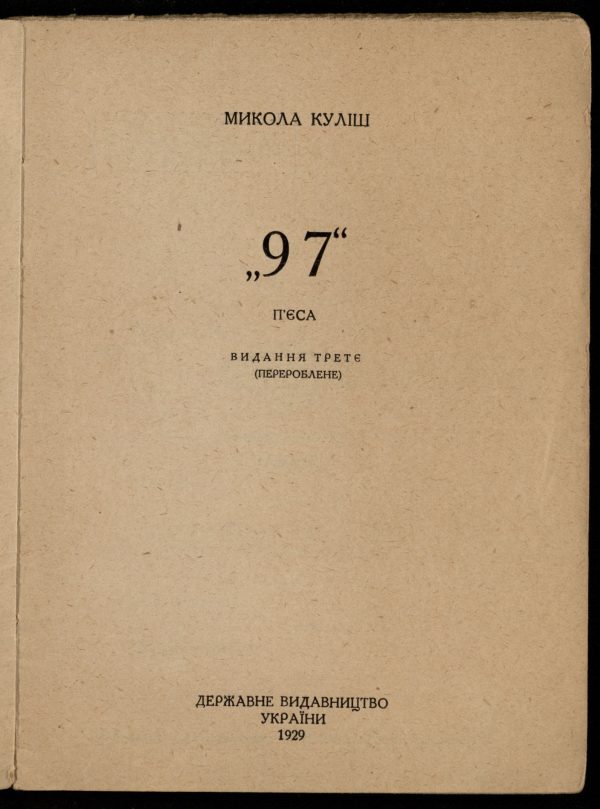 МИКОЛА КУЛІШ
„97“
П'ЄСА
ВИДАННЯ ТРЕТЄ
(ПЕРЕРОБЛЕНЕ)
ДЕРЖАВНЕ ВИДАВНИЦТВО
УКРАЇНИ
1929